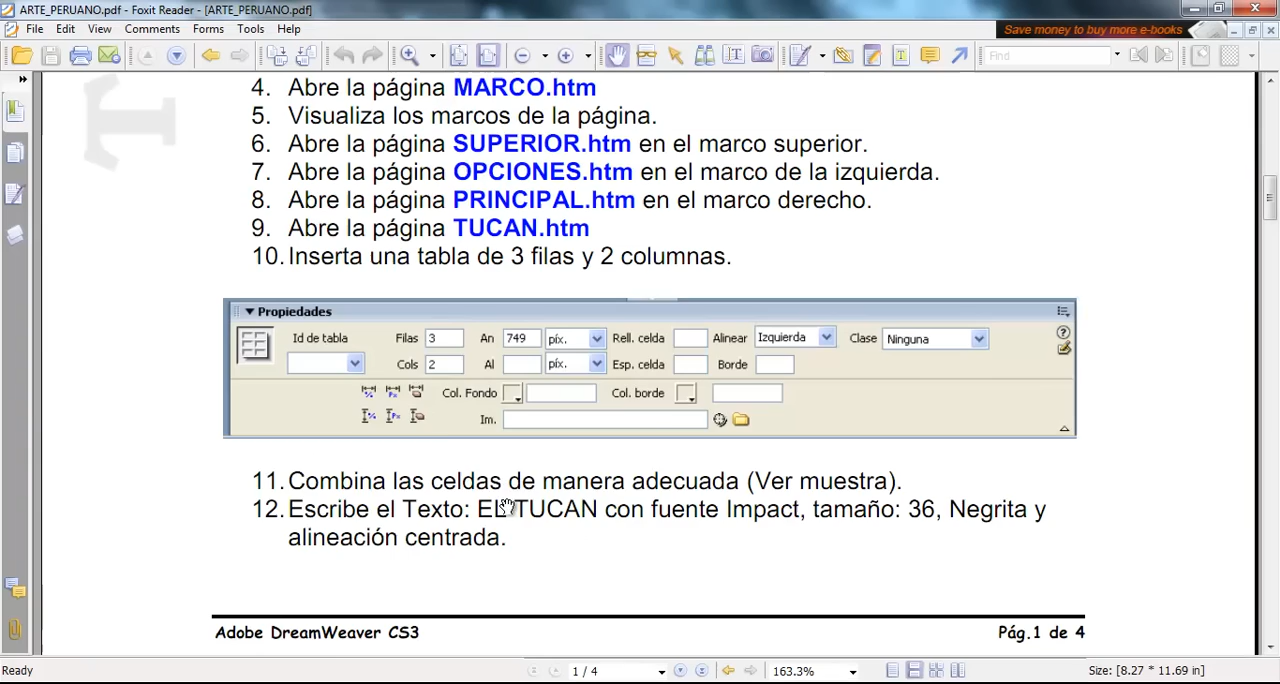 ARTE_PERUANO.pdf - Foxit Reader - [ARTE_PERUANO.pdf]
File Edit View Comments Forms Tools Help
Save money to buy more e-books
Find
4. Abre la página MARCO.htm
5. Visualiza los marcos de la página.
6. Abre la página SUPERIOR.htm en el marco superior.
7. Abre la página OPCIONES.htm en el marco de la izquierda.
8. Abre la página PRINCIPAL.htm en el marco derecho.
9. Abre la página TUCAN.htm
10. Inserta una tabla de 3 filas y 2 columnas.
Propiedades
Id de tabla Filas 3 An 749 píx. Rell. celda Alinear Izquierda Clase Ninguna
Cols 2 Al píx. Esp. celda Borde
Col. Fondo Col. borde
Im.
11. Combina las celdas de manera adecuada (Ver muestra).
12. Escribe el Texto: EL TUCAN con fuente Impact, tamaño: 36, Negrita y
alineación centrada.
Adobe DreamWeaver CS3 Pág.1 de 4
Ready 1 / 4 163.3% Size: [8.27 * 11.69 in]